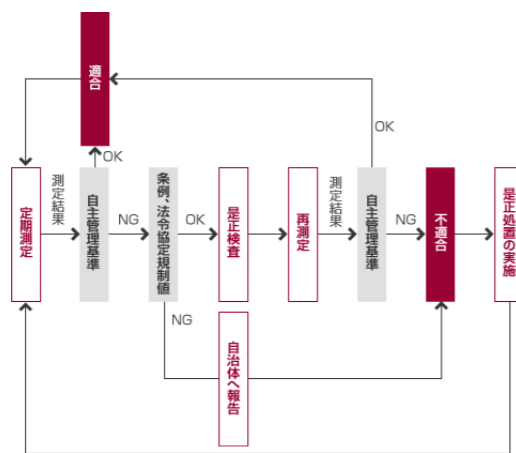 適合
OK
OK
定期測定
測定結果
自主管理基準
NG
条例、法令協定規制値
OK
是正検査
再測定
測定結果
自主管理基準
NG
不適合
是正処置の実施
NG
自治体へ報告